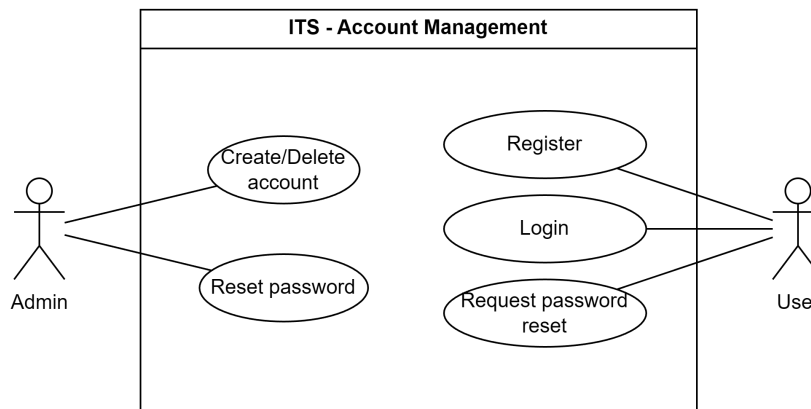 ITS - Account Management
Create/Delete
account
Reset password
Register
Login
Request password
reset
Admin
Use